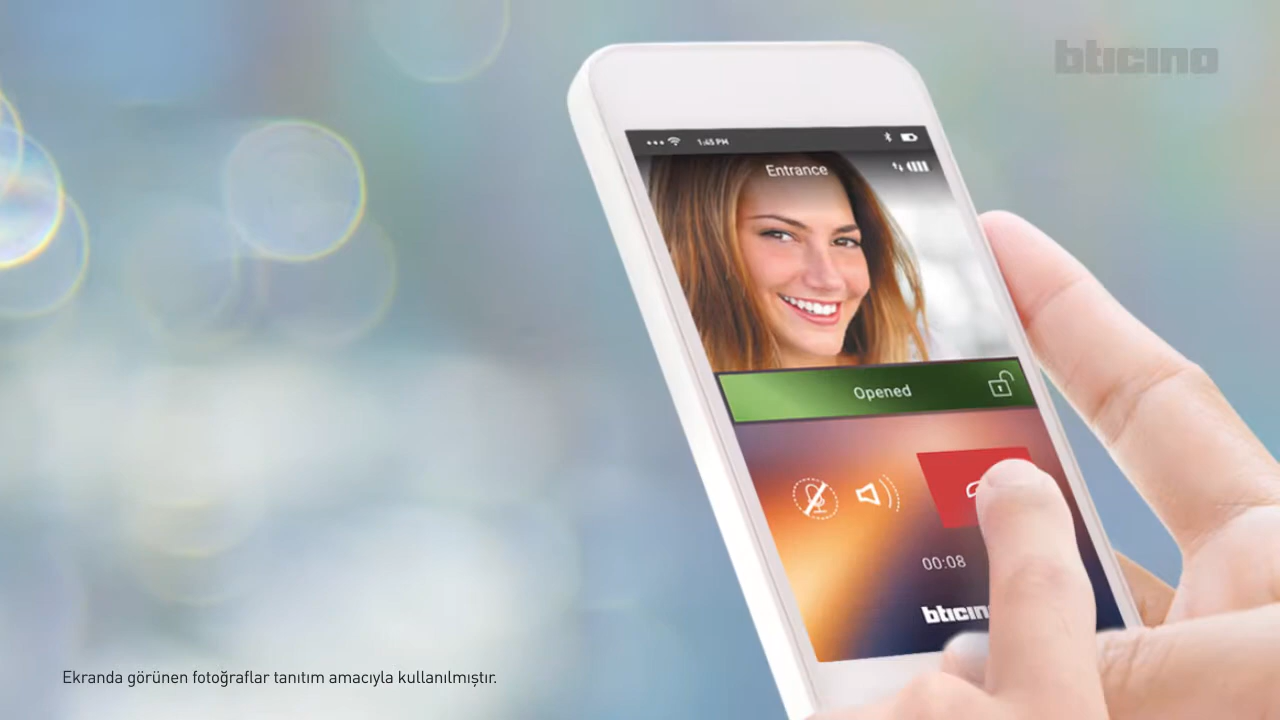 bticino
1:45 PM
Entrance
Opened
00:08
bticino
Ekranda görünen fotoğraflar tanıtım amacıyla kullanılmıştır.